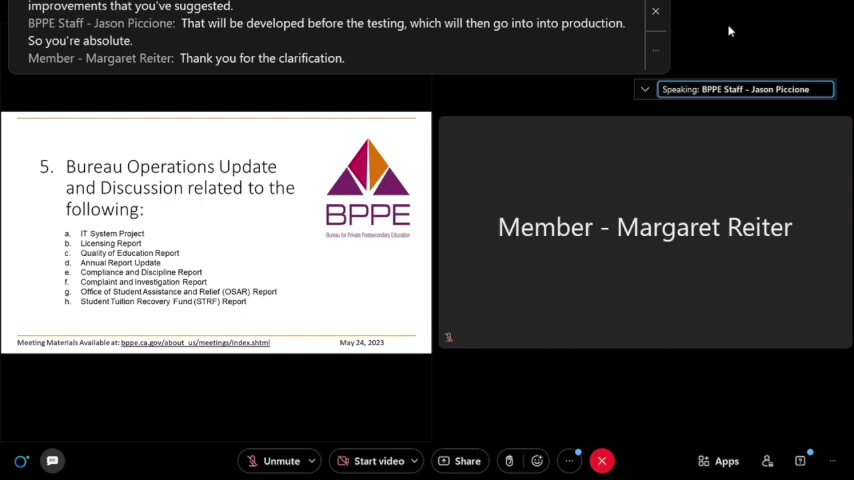 improvements that you've suggested.
BPPE Staff - Jason Piccione: That will be developed before the testing, which will then go into into production.
So you're absolute.
Member - Margaret Reiter: Thank you for the clarification.
Speaking: BPPE Staff - Jason Piccione
5. Bureau Operations Update
and Discussion related to the
following:
a. IT System Project
b. Licensing Report
c. Quality of Education Report
d. Annual Report Update
e. Compliance and Discipline Report
f. Complaint and Investigation Report
g. Office of Student Assistance and Relief (OSAR) Report
h. Student Tuition Recovery Fund (STRF) Report
BPPE
Bureau for Private Postsecondary Education
Meeting Materials Available at: bppe.ca.gov/about_us/meetings/index.shtml May 24, 2023
Member - Margaret Reiter
Unmute Start video Share Apps